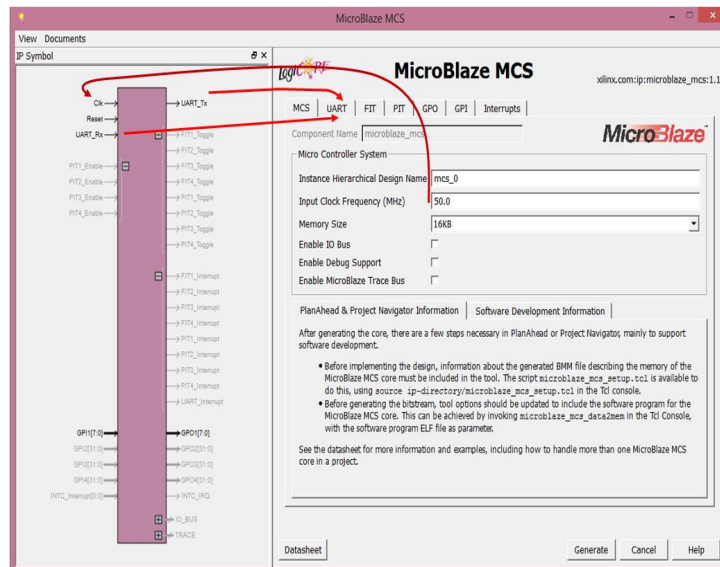 MicroBlaze MCS
View Documents
IP Symbol
Clk
Reset
UART_Rx
PIT1_Enable
PIT2_Enable
PIT3_Enable
PIT4_Enable
GPI1[7:0]
GPI2[31:0]
GPI3[31:0]
GPI4[31:0]
INTC_Interrupt[0:0]
UART_Tx
FIT1_Toggle
FIT2_Toggle
FIT3_Toggle
FIT4_Toggle
PIT1_Toggle
PIT2_Toggle
PIT3_Toggle
PIT4_Toggle
FIT1_Interrupt
FIT2_Interrupt
FIT3_Interrupt
FIT4_Interrupt
PIT1_Interrupt
PIT2_Interrupt
PIT3_Interrupt
PIT4_Interrupt
UART_Interrupt
GPO1[7:0]
GPO2[31:0]
GPO3[31:0]
GPO4[31:0]
INTC_IRQ
IO_BUS
TRACE
LogiCORE
MicroBlaze MCS
xilinx.com:ip:microblaze_mcs:1.1
MCS UART FIT PIT GPO GPI Interrupts
Component Name microblaze_mcs
MicroBlaze
Micro Controller System
Instance Hierarchical Design Name mcs_0
Input Clock Frequency (MHz) 50.0
Memory Size 16KB
Enable IO Bus
Enable Debug Support
Enable MicroBlaze Trace Bus
PlanAhead & Project Navigator Information Software Development Information
After generating the core, there are a few steps necessary in PlanAhead or Project Navigator, mainly to support
software development.
• Before implementing the design, information about the generated BMM file describing the memory of the
MicroBlaze MCS core must be included in the tool. The script microblaze_mcs_setup.tcl is available to
do this, using source ip-directory/microblaze_mcs_setup.tcl in the Tcl console.
• Before generating the bitstream, tool options should be updated to include the software program for the
MicroBlaze MCS core. This can be achieved by invoking microblaze_mcs_data2mem in the Tcl Console,
with the software program ELF file as parameter.
See the datasheet for more information and examples, including how to handle more than one MicroBlaze MCS
core in a project.
Datasheet Generate Cancel Help